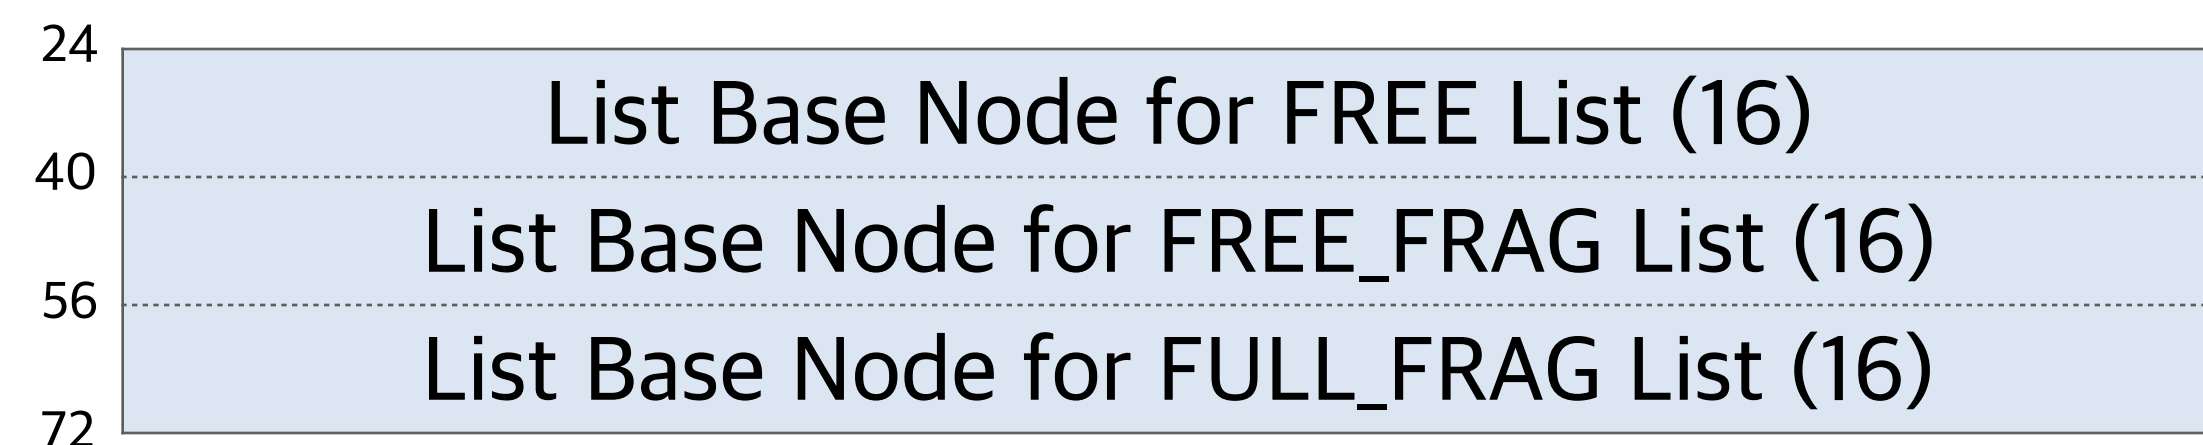 24
List Base Node for FREE List (16)
40
List Base Node for FREE_FRAG List (16)
56
List Base Node for FULL_FRAG List (16)
72